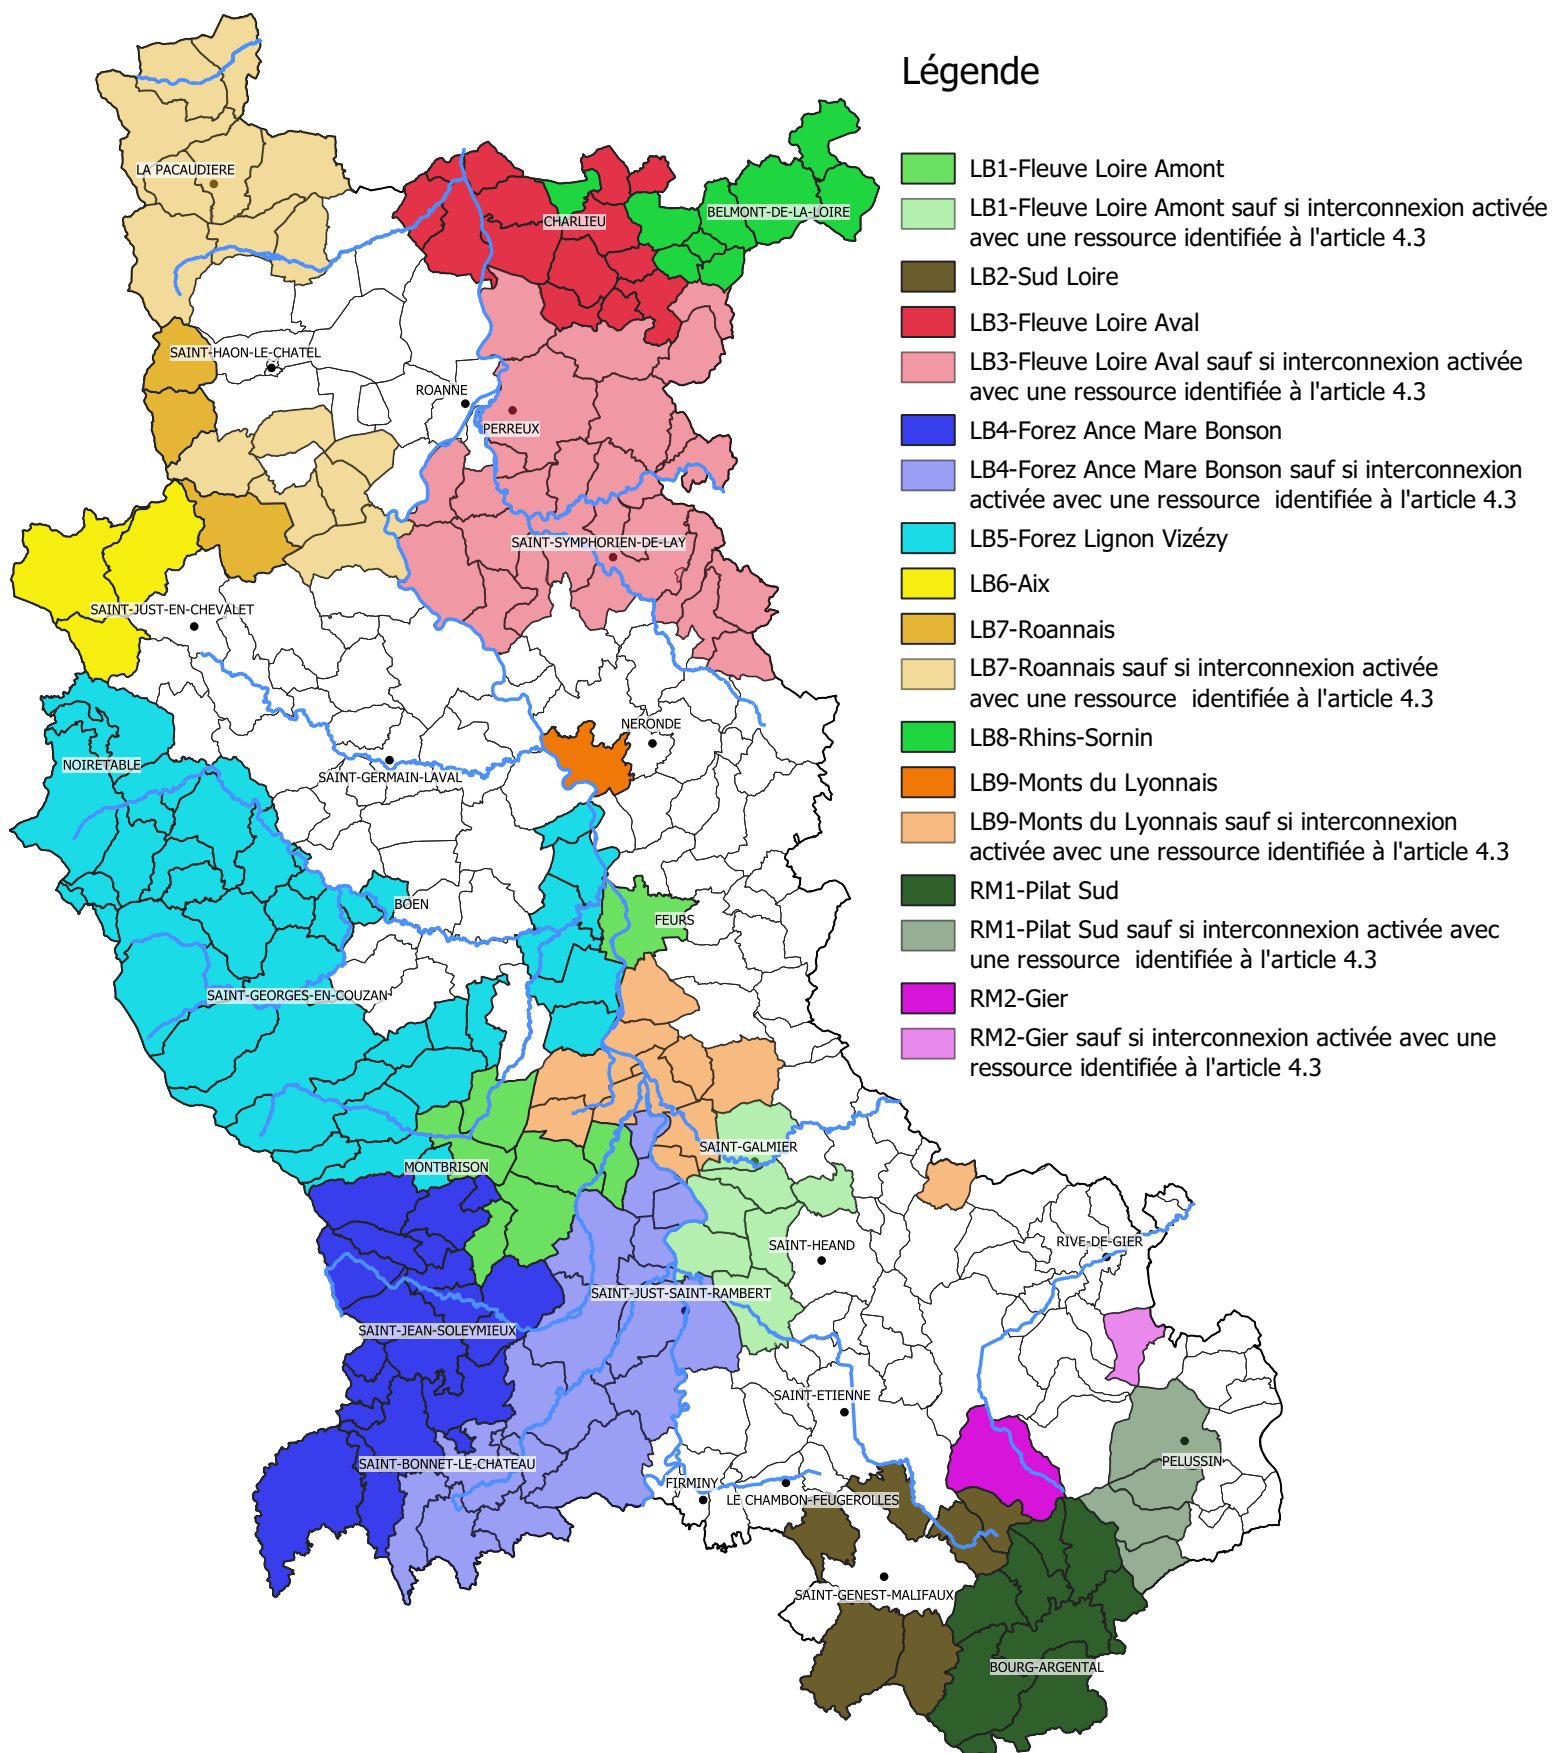 Légende
LB1-Fleuve Loire Amont
LB1-Fleuve Loire Amont sauf si interconnexion activée
avec une ressource identifiée à l'article 4.3
LB2-Sud Loire
LB3-Fleuve Loire Aval
LB3-Fleuve Loire Aval sauf si interconnexion activée
avec une ressource identifiée à l'article 4.3
LB4-Forez Ance Mare Bonson
LB4-Forez Ance Mare Bonson sauf si interconnexion
activée avec une ressource identifiée à l'article 4.3
LB5-Forez Lignon Vizézy
LB6-Aix
LB7-Roannais
LB7-Roannais sauf si interconnexion activée
avec une ressource identifiée à l'article 4.3
LB8-Rhins-Sornin
LB9-Monts du Lyonnais
LB9-Monts du Lyonnais sauf si interconnexion
activée avec une ressource identifiée à l'article 4.3
RM1-Pilat Sud
RM1-Pilat Sud sauf si interconnexion activée avec
une ressource identifiée à l'article 4.3
RM2-Gier
RM2-Gier sauf si interconnexion activée avec une
ressource identifiée à l'article 4.3
LA PACAUDIERE
CHARLIEU
BELMONT-DE-LA-LOIRE
SAINT-HAON-LE-CHATEL
ROANNE
PERREUX
SAINT-SYMPHORIEN-DE-LAY
SAINT-JUST-EN-CHEVALET
NERONDE
NOIRETABLE
SAINT-GERMAIN-LAVAL
BOEN
FEURS
SAINT-GEORGES-EN-COUZAN
SAINT-GALMIER
MONTBRISON
SAINT-HEAND
RIVE-DE-GIER
SAINT-JUST-SAINT-RAMBERT
SAINT-JEAN-SOLEYMIEUX
SAINT-ETIENNE
SAINT-BONNET-LE-CHATEAU
PELUSSIN
FIRMINY
LE CHAMBON-FEUGEROLLES
SAINT-GENEST-MALIFAUX
BOURG-ARGENTAL